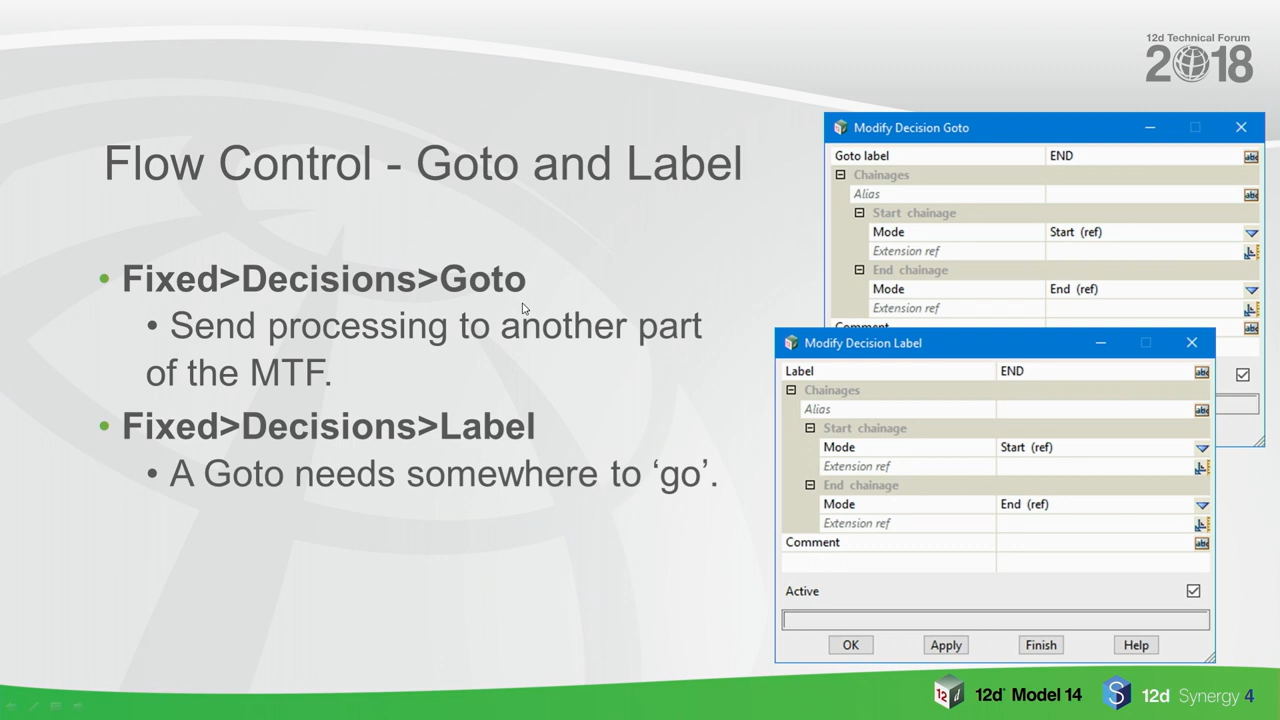 12d Technical Forum
2018
Flow Control - Goto and Label
• Fixed>Decisions>Goto
• Send processing to another part
of the MTF.
• Fixed>Decisions>Label
• A Goto needs somewhere to ‘go’.
Modify Decision Goto
Goto label END
Chainages
Alias
Start chainage
Mode Start (ref)
Extension ref
End chainage
Mode End (ref)
Extension ref
Comment
Modify Decision Label
Label END
Chainages
Alias
Start chainage
Mode Start (ref)
Extension ref
End chainage
Mode End (ref)
Extension ref
Comment
Active
OK Apply Finish Help
12d 12d® Model 14 12d Synergy 4